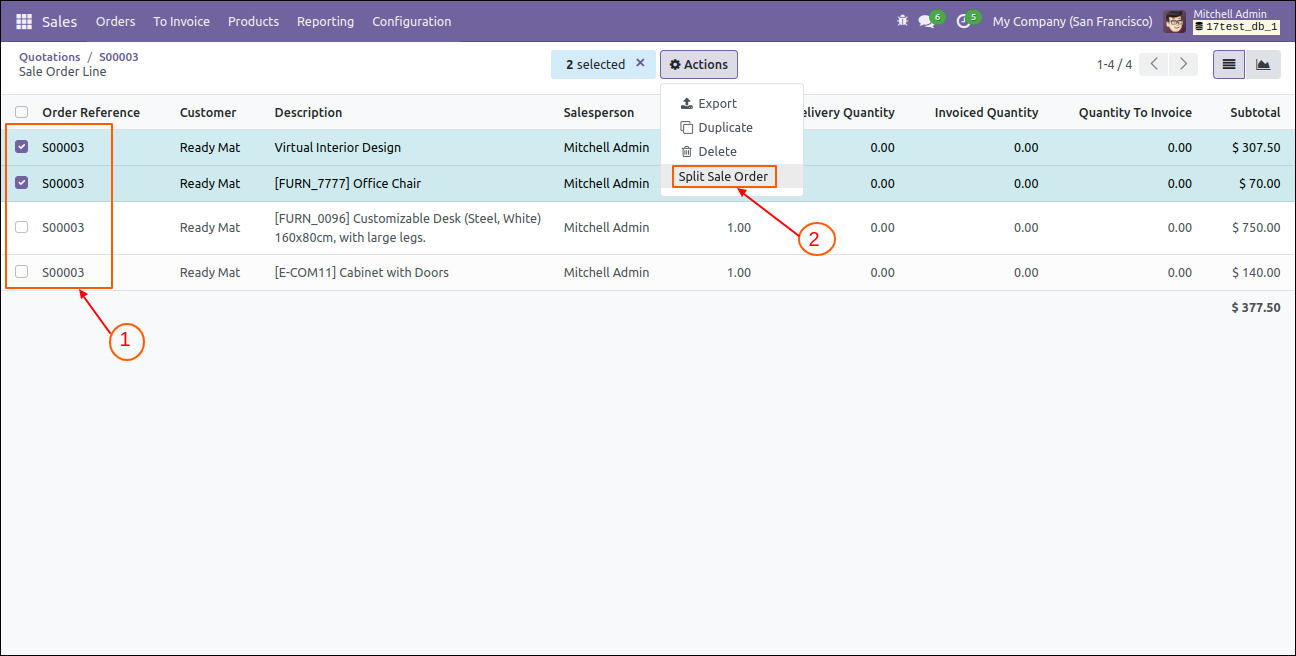 Sales Orders To Invoice Products Reporting Configuration 6 5 My Company (San Francisco) Mitchell Admin
17test_db_1
Quotations / S00003
Sale Order Line
2 selected × Actions 1-4 / 4
Export
Duplicate
Delete
Split Sale Order
Order Reference Customer Description Salesperson elivery Quantity Invoiced Quantity Quantity To Invoice Subtotal
S00003 Ready Mat Virtual Interior Design Mitchell Admin 0.00 0.00 0.00 $ 307.50
S00003 Ready Mat [FURN_7777] Office Chair Mitchell Admin 0.00 0.00 0.00 $ 70.00
S00003 Ready Mat [FURN_0096] Customizable Desk (Steel, White)
160x80cm, with large legs. Mitchell Admin 1.00 0.00 0.00 0.00 $ 750.00
S00003 Ready Mat [E-COM11] Cabinet with Doors Mitchell Admin 1.00 0.00 0.00 0.00 $ 140.00
$ 377.50
1
2